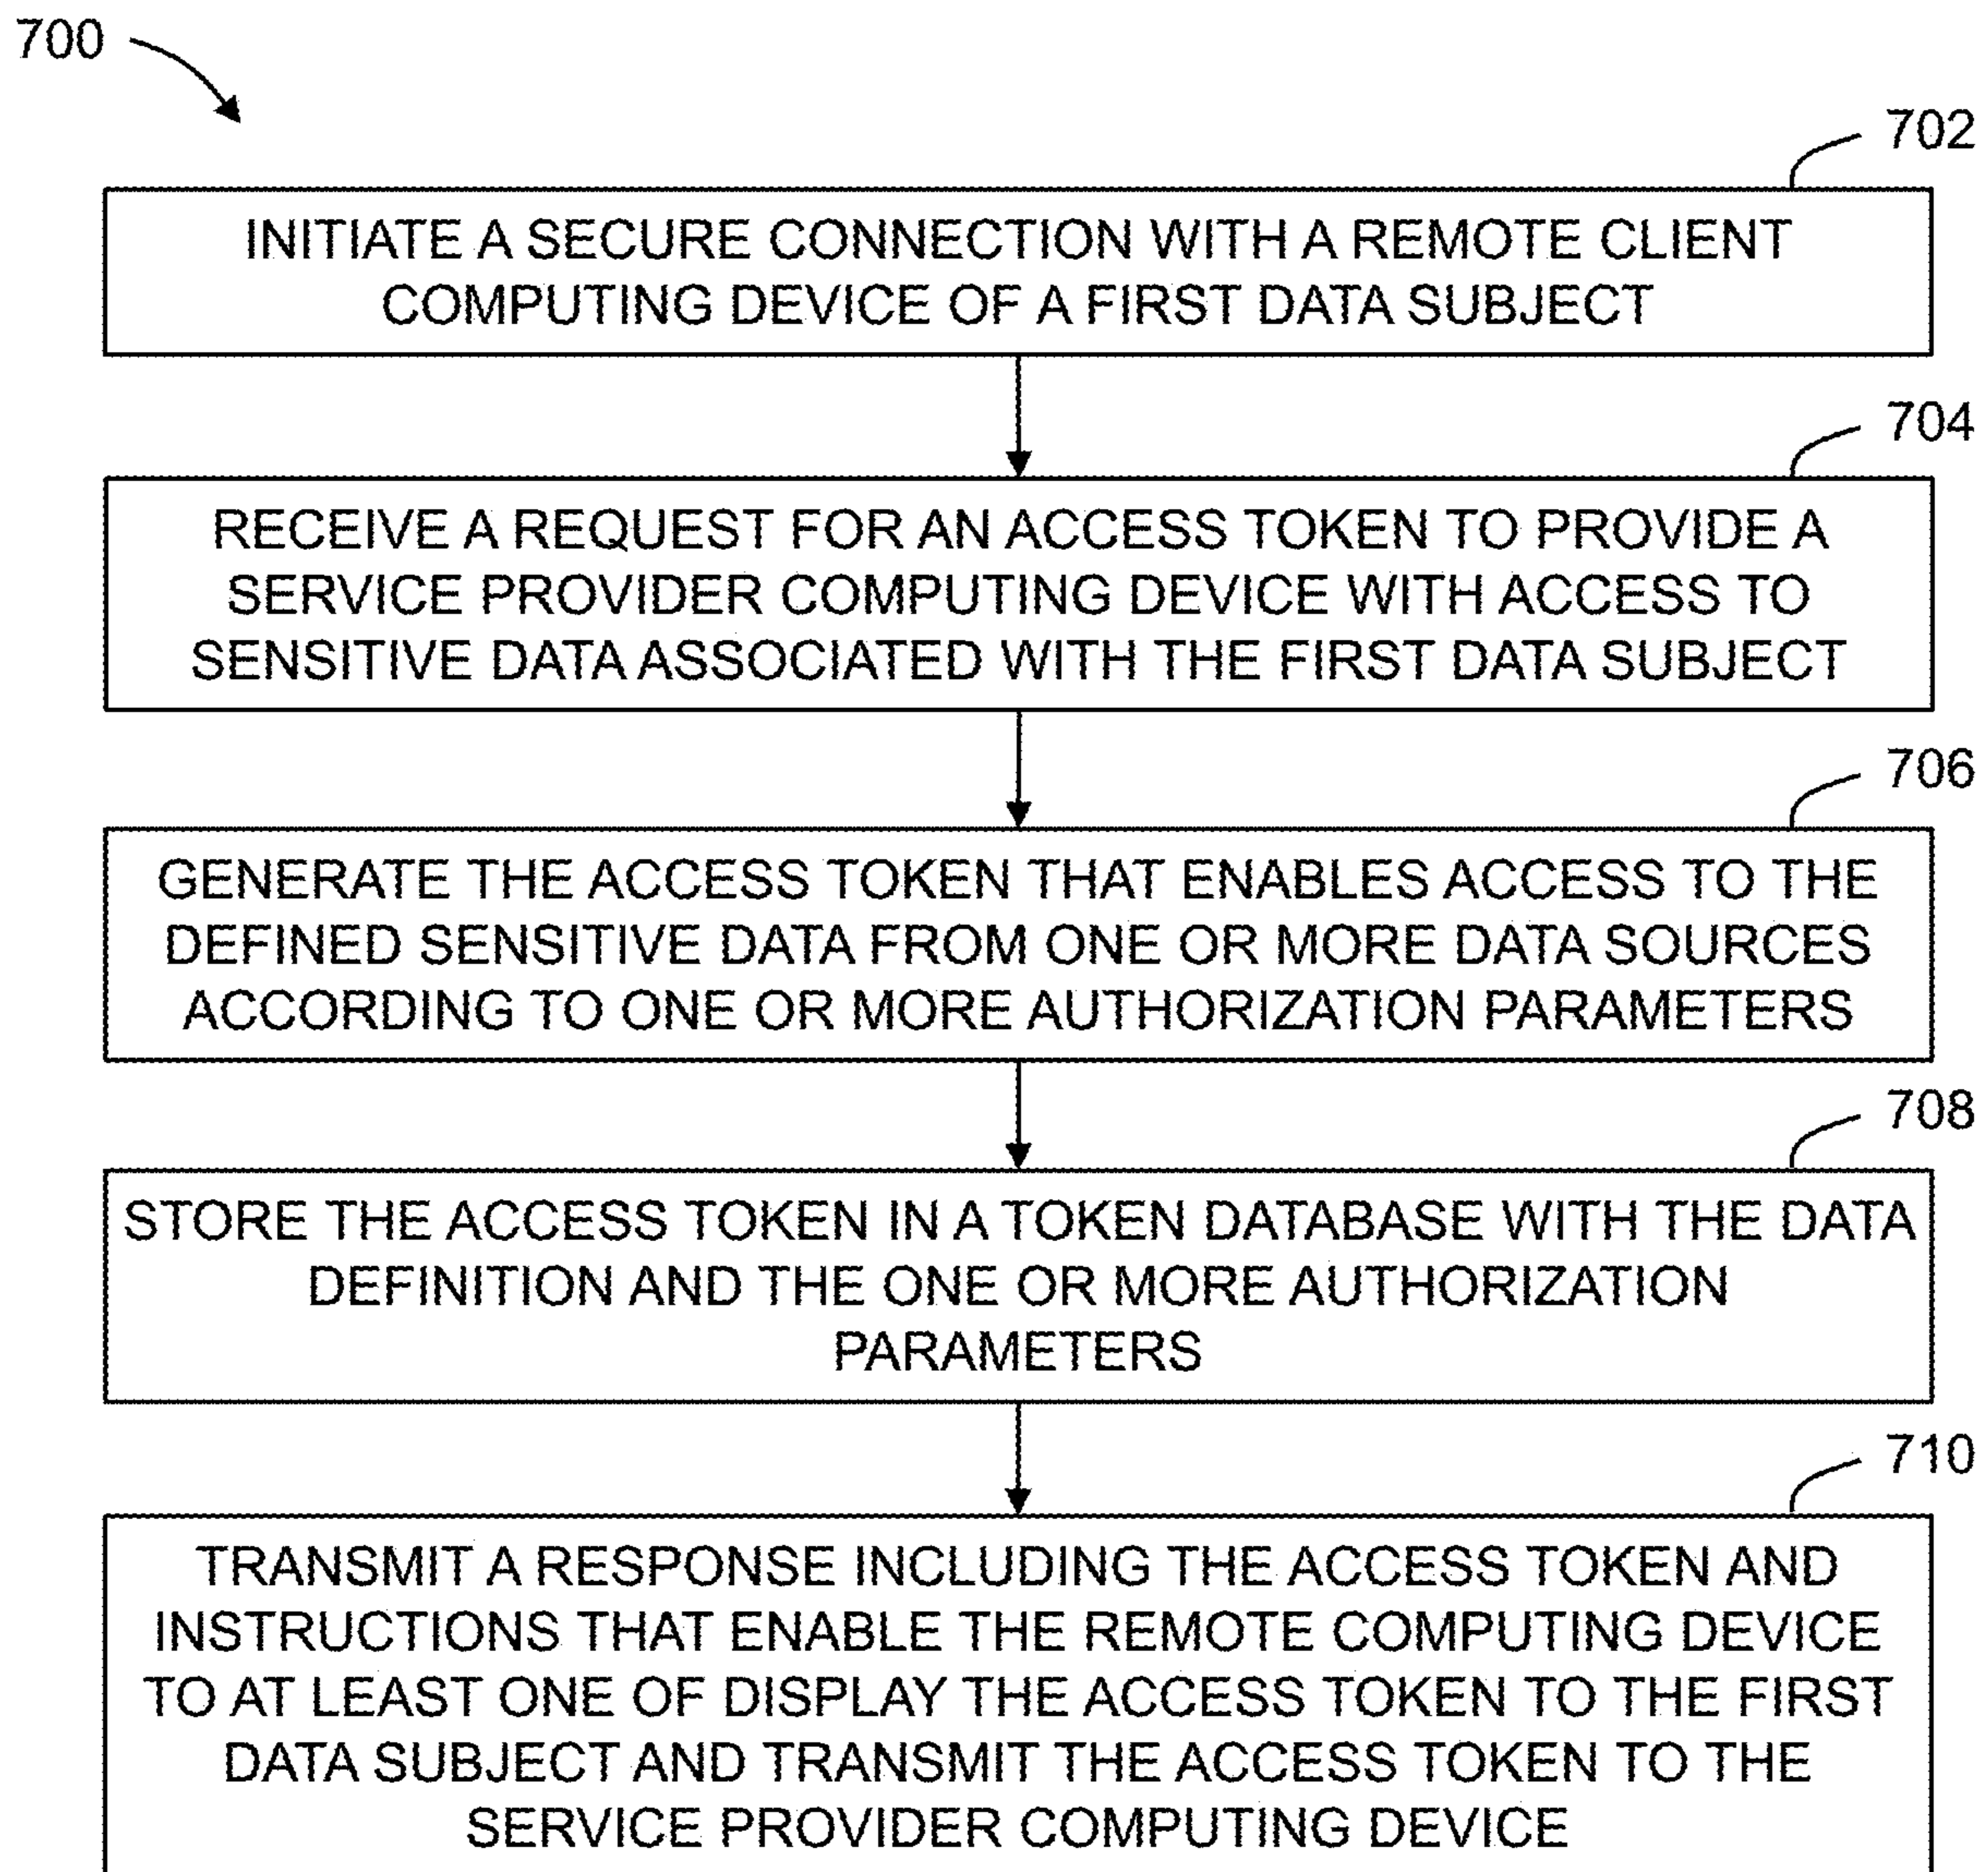 700
702
INITIATE A SECURE CONNECTION WITH A REMOTE CLIENT
COMPUTING DEVICE OF A FIRST DATA SUBJECT
704
RECEIVE A REQUEST FOR AN ACCESS TOKEN TO PROVIDE A
SERVICE PROVIDER COMPUTING DEVICE WITH ACCESS TO
SENSITIVE DATA ASSOCIATED WITH THE FIRST DATA SUBJECT
706
GENERATE THE ACCESS TOKEN THAT ENABLES ACCESS TO THE
DEFINED SENSITIVE DATA FROM ONE OR MORE DATA SOURCES
ACCORDING TO ONE OR MORE AUTHORIZATION PARAMETERS
708
STORE THE ACCESS TOKEN IN A TOKEN DATABASE WITH THE DATA
DEFINITION AND THE ONE OR MORE AUTHORIZATION
PARAMETERS
710
TRANSMIT A RESPONSE INCLUDING THE ACCESS TOKEN AND
INSTRUCTIONS THAT ENABLE THE REMOTE COMPUTING DEVICE
TO AT LEAST ONE OF DISPLAY THE ACCESS TOKEN TO THE FIRST
DATA SUBJECT AND TRANSMIT THE ACCESS TOKEN TO THE
SERVICE PROVIDER COMPUTING DEVICE